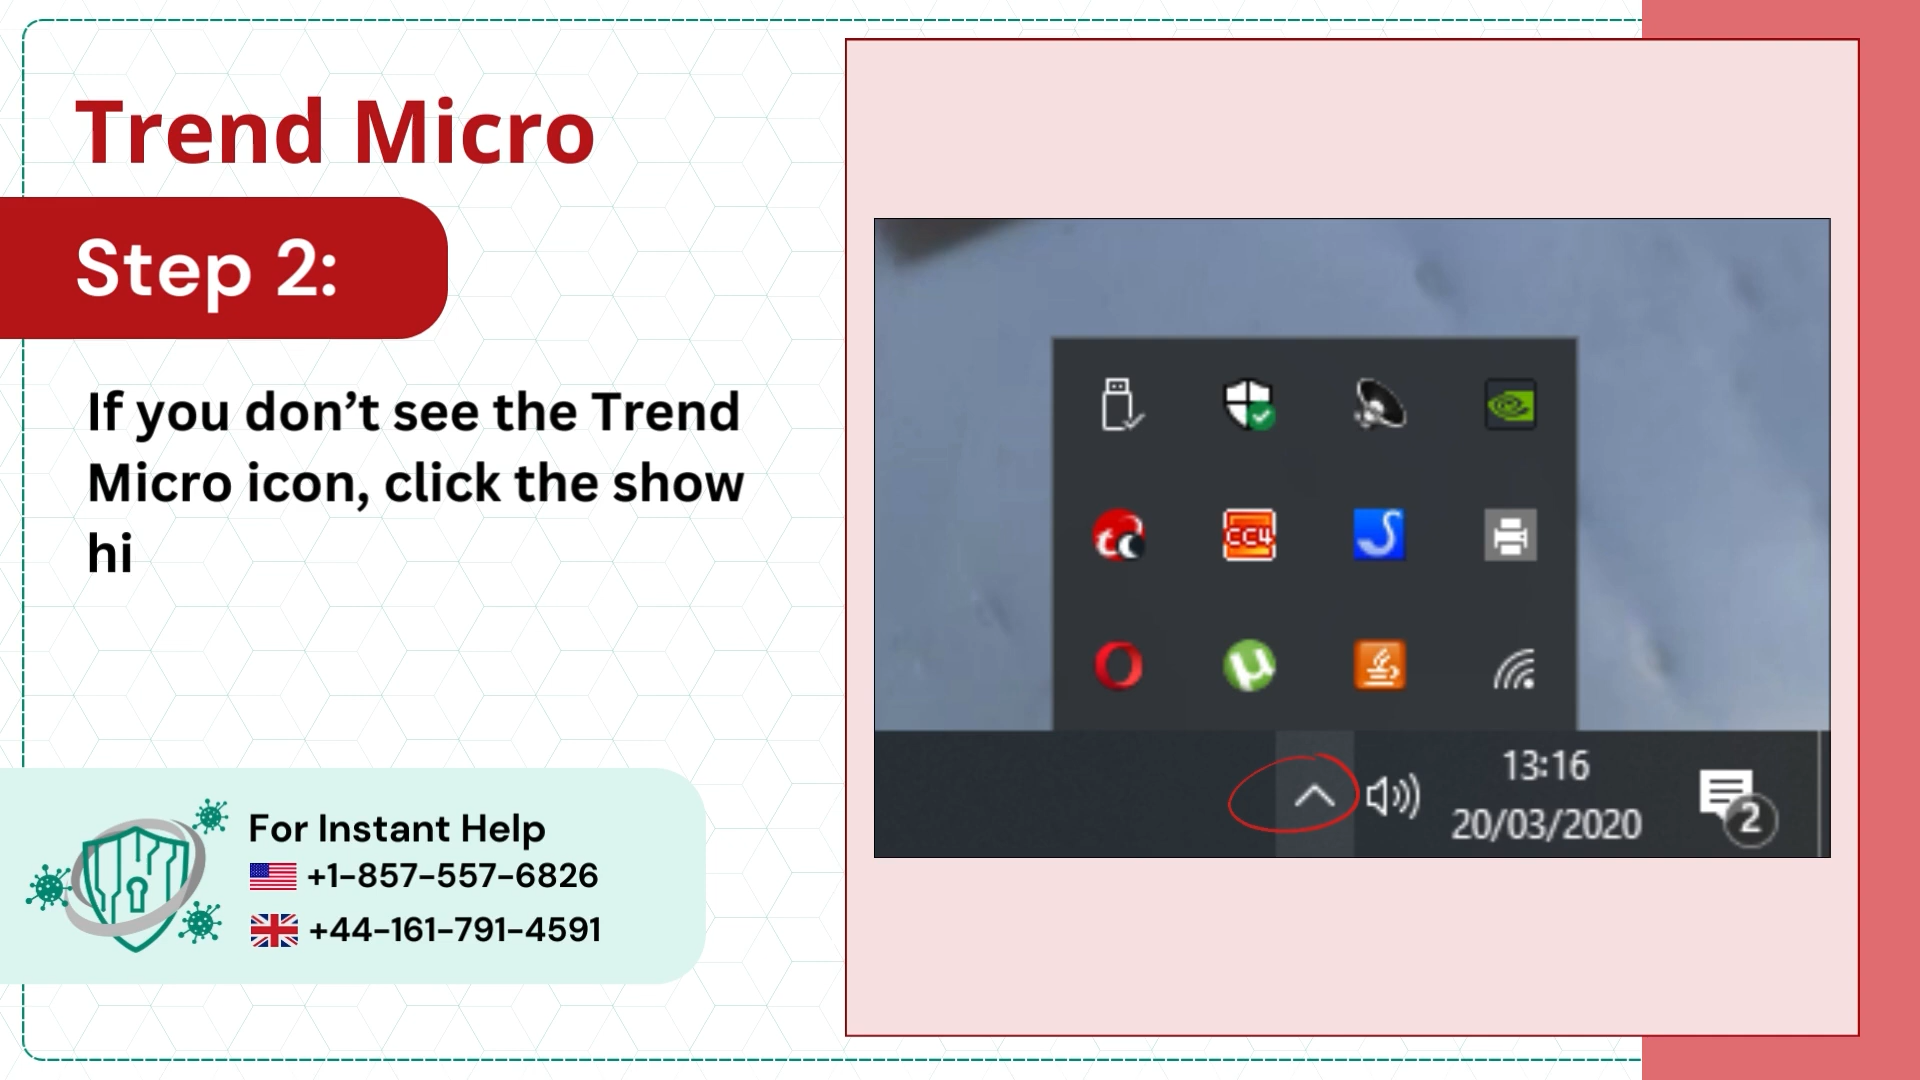 Trend Micro
Step 2:
If you don’t see the Trend
Micro icon, click the show
hi
For Instant Help
+1-857-557-6826
+44-161-791-4591
CC4
13:16
20/03/2020
2